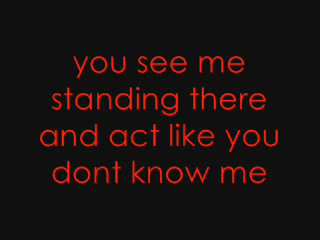 you see me
standing there
and act like you
dont know me